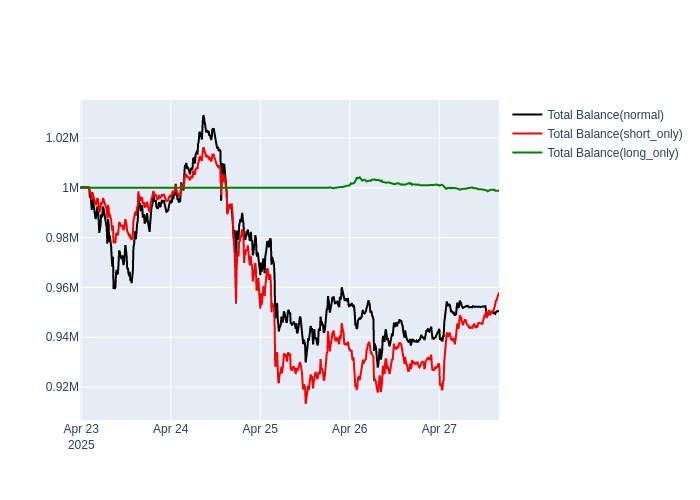 Total Balance(normal)
Total Balance(short_only)
Total Balance(long_only)
1.02M
1M
0.98M
0.96M
0.94M
0.92M
Apr 23 Apr 24 Apr 25 Apr 26 Apr 27
2025